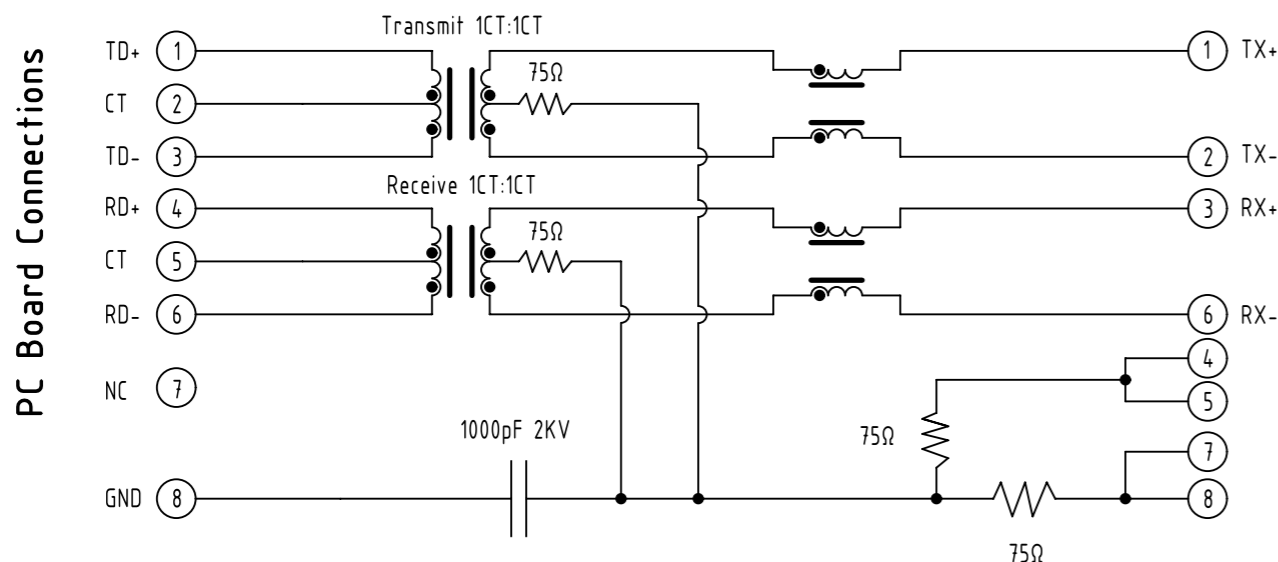 PC Board Connections
Transmit 1CT:1CT
TD+ 1
75Ω
1 TX+
CT 2
TD- 3
2 TX-
Receive 1CT:1CT
RD+ 4
75Ω
3 RX+
CT 5
RD- 6
6 RX-
4
NC 7
5
1000pF 2KV
75Ω
7
GND 8
8
75Ω